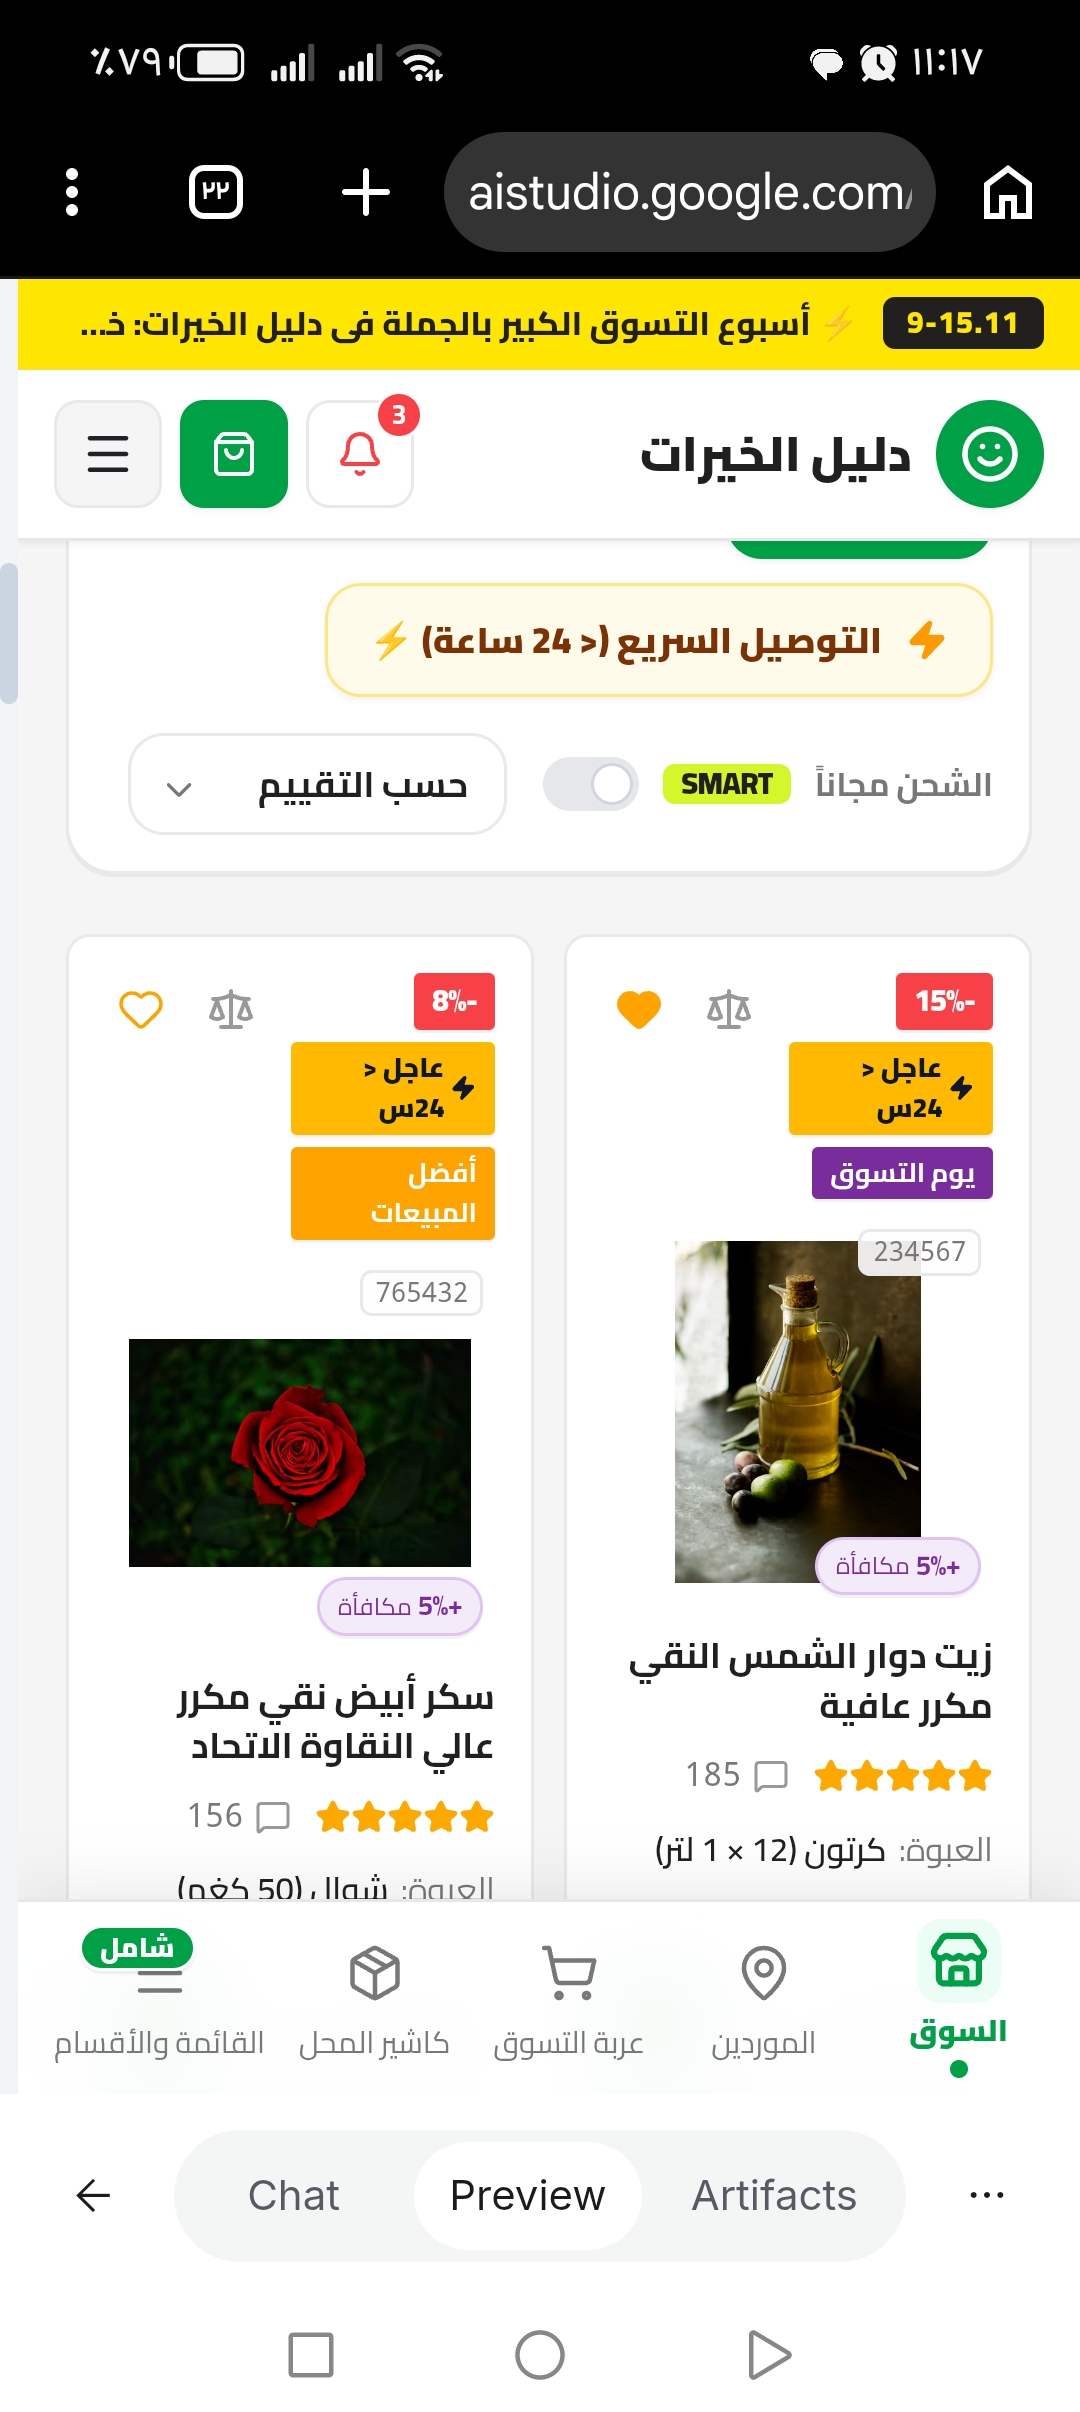 ٪٧٩
١١:١٧
٢٢
aistudio.google.com/
9-15.11
⚡ أسبوع التسوق الكبير بالجملة في دليل الخيرات: خ...
دليل الخيرات
3
التوصيل السريع (< 24 ساعة) ⚡
الشحن مجاناً
SMART
حسب التقييم
15%-
عاجل <
24س
يوم التسوق
234567
+5% مكافأة
زيت دوار الشمس النقي
مكرر عافية
185
العبوة: كرتون (12 × 1 لتر)
8%-
عاجل <
24س
أفضل
المبيعات
765432
+5% مكافأة
سكر أبيض نقي مكرر
عالي النقاوة الاتحاد
156
العبوة: شوال (50 كغم)
السوق
الموردين
عربة التسوق
كاشير المحل
شامل
القائمة والأقسام
Chat
Preview
Artifacts